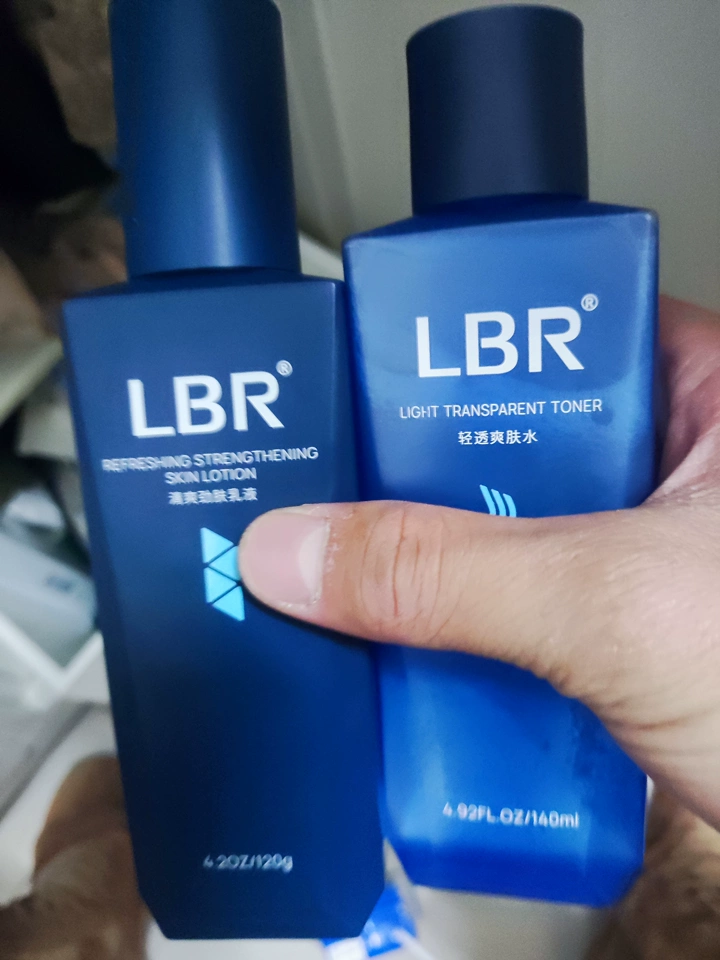 LBR®
REFRESHING STRENGTHENING
SKIN LOTION
清爽劲肤乳液
4.2OZ/120g
LBR®
LIGHT TRANSPARENT TONER
轻透爽肤水
4.92FL.OZ/140ml